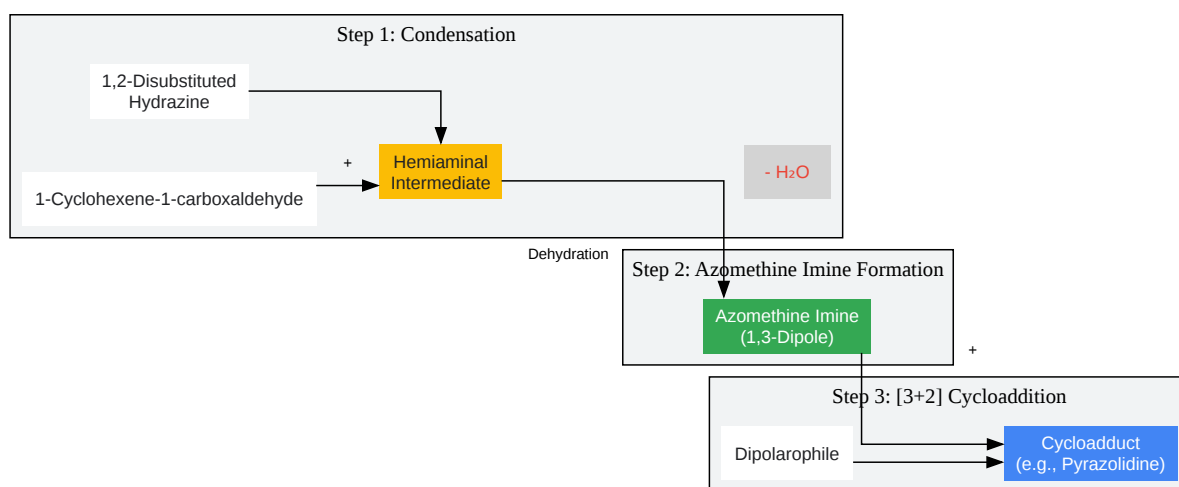 Step 1: Condensation
1,2-Disubstituted
Hydrazine
+
Hemiaminal
Intermediate
- H₂O
1-Cyclohexene-1-carboxaldehyde
Dehydration
Step 2: Azomethine Imine Formation
Azomethine Imine
(1,3-Dipole)
+
Step 3: [3+2] Cycloaddition
Dipolarophile
Cycloadduct
(e.g., Pyrazolidine)